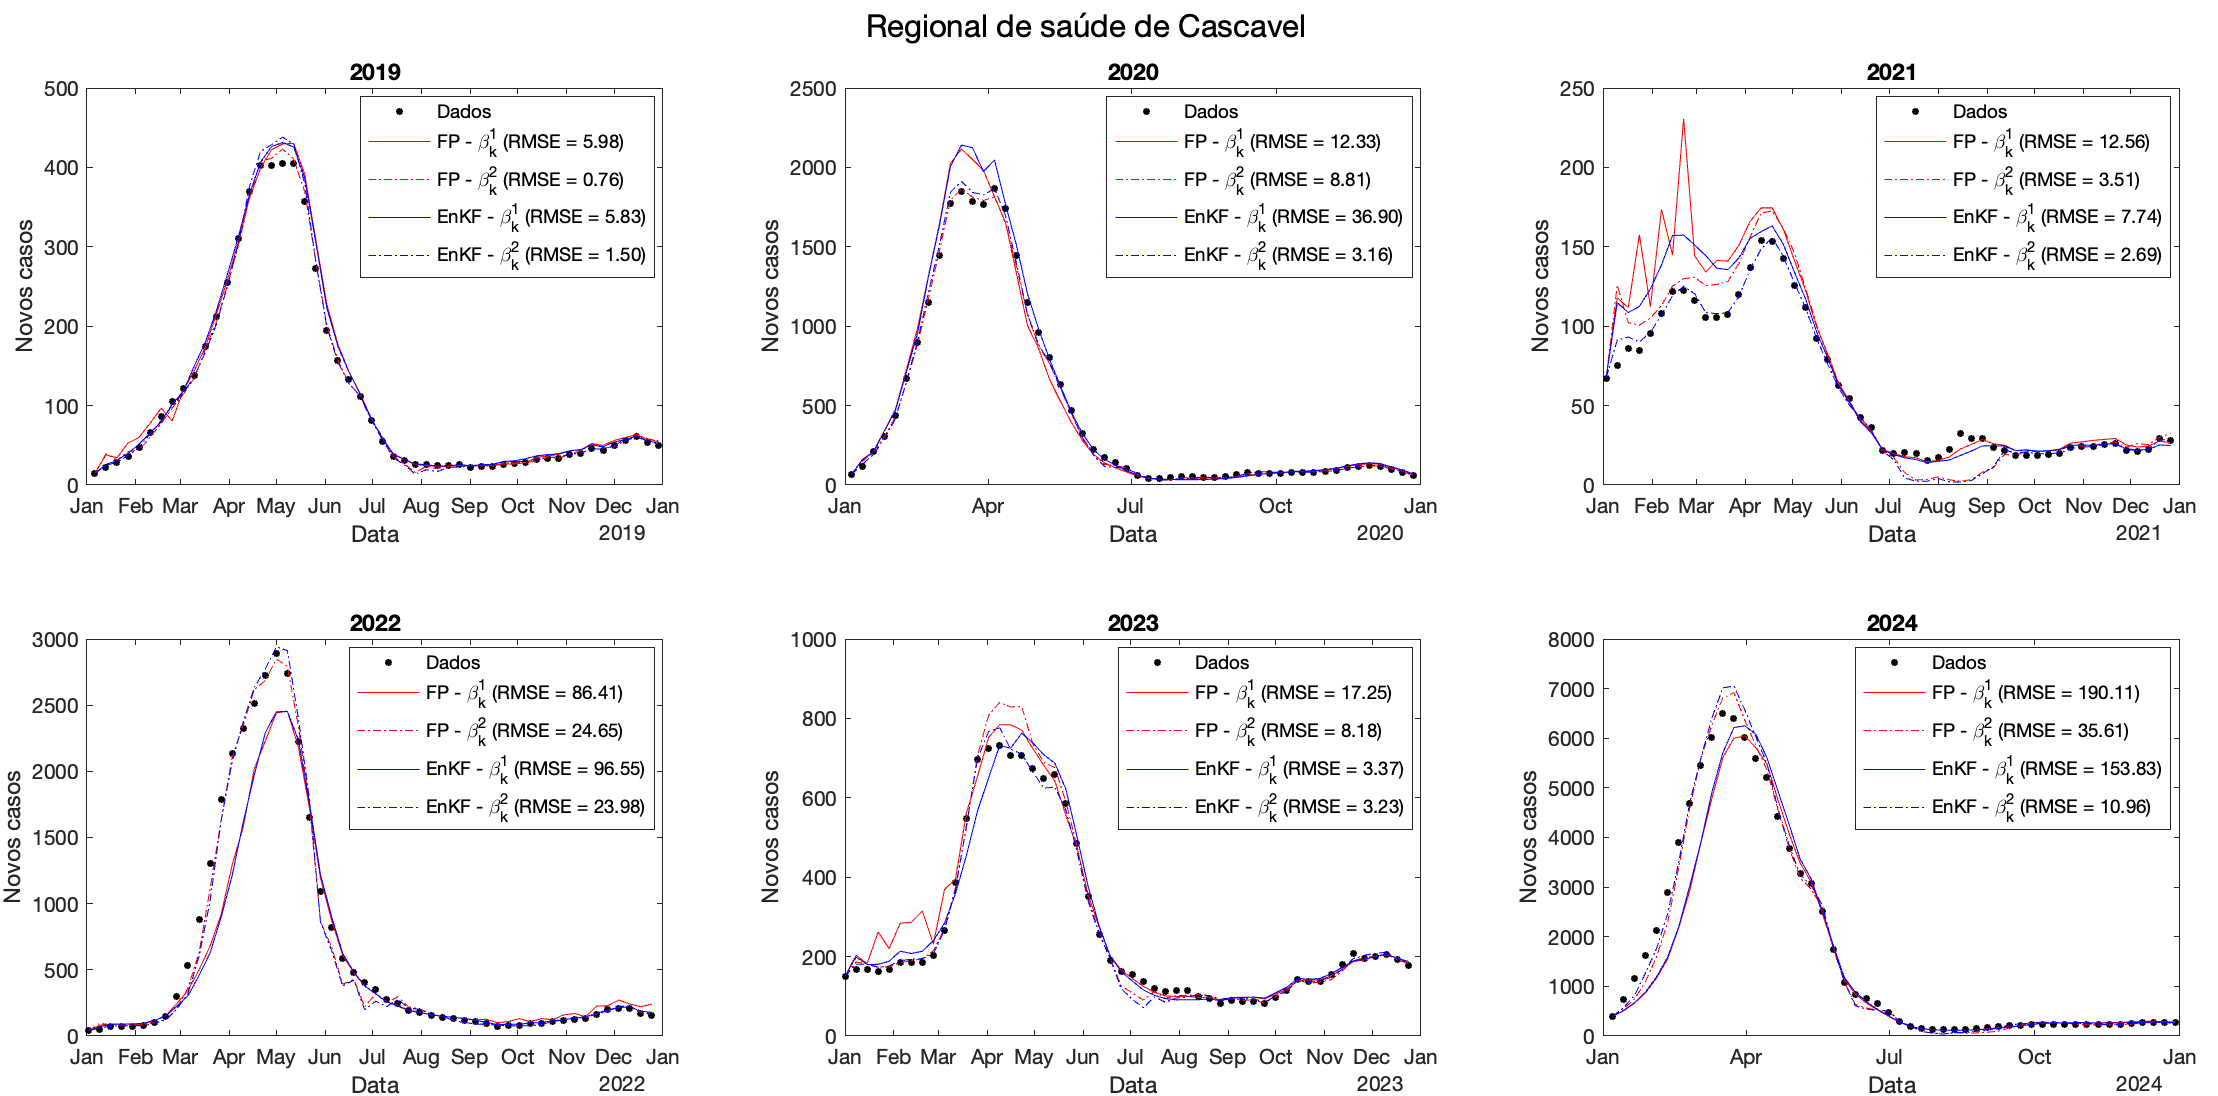 Regional de saúde de Cascavel
2019
500
400
300
200
100
0
Novos casos
Dados
FP - β¹ₖ (RMSE = 5.98)
FP - β²ₖ (RMSE = 0.76)
EnKF - β¹ₖ (RMSE = 5.83)
EnKF - β²ₖ (RMSE = 1.50)
Jan Feb Mar Apr May Jun Jul Aug Sep Oct Nov Dec Jan
Data
2019
2020
2500
2000
1500
1000
500
0
Novos casos
Dados
FP - β¹ₖ (RMSE = 12.33)
FP - β²ₖ (RMSE = 8.81)
EnKF - β¹ₖ (RMSE = 36.90)
EnKF - β²ₖ (RMSE = 3.16)
Jan Apr Jul Oct Jan
Data
2020
2021
250
200
150
100
50
0
Novos casos
Dados
FP - β¹ₖ (RMSE = 12.56)
FP - β²ₖ (RMSE = 3.51)
EnKF - β¹ₖ (RMSE = 7.74)
EnKF - β²ₖ (RMSE = 2.69)
Jan Feb Mar Apr May Jun Jul Aug Sep Oct Nov Dec Jan
Data
2021
2022
3000
2500
2000
1500
1000
500
0
Novos casos
Dados
FP - β¹ₖ (RMSE = 86.41)
FP - β²ₖ (RMSE = 24.65)
EnKF - β¹ₖ (RMSE = 96.55)
EnKF - β²ₖ (RMSE = 23.98)
Jan Feb Mar Apr May Jun Jul Aug Sep Oct Nov Dec Jan
Data
2022
2023
1000
800
600
400
200
0
Novos casos
Dados
FP - β¹ₖ (RMSE = 17.25)
FP - β²ₖ (RMSE = 8.18)
EnKF - β¹ₖ (RMSE = 3.37)
EnKF - β²ₖ (RMSE = 3.23)
Jan Feb Mar Apr May Jun Jul Aug Sep Oct Nov Dec Jan
Data
2023
2024
8000
7000
6000
5000
4000
3000
2000
1000
0
Novos casos
Dados
FP - β¹ₖ (RMSE = 190.11)
FP - β²ₖ (RMSE = 35.61)
EnKF - β¹ₖ (RMSE = 153.83)
EnKF - β²ₖ (RMSE = 10.96)
Jan Apr Jul Oct Jan
Data
2024